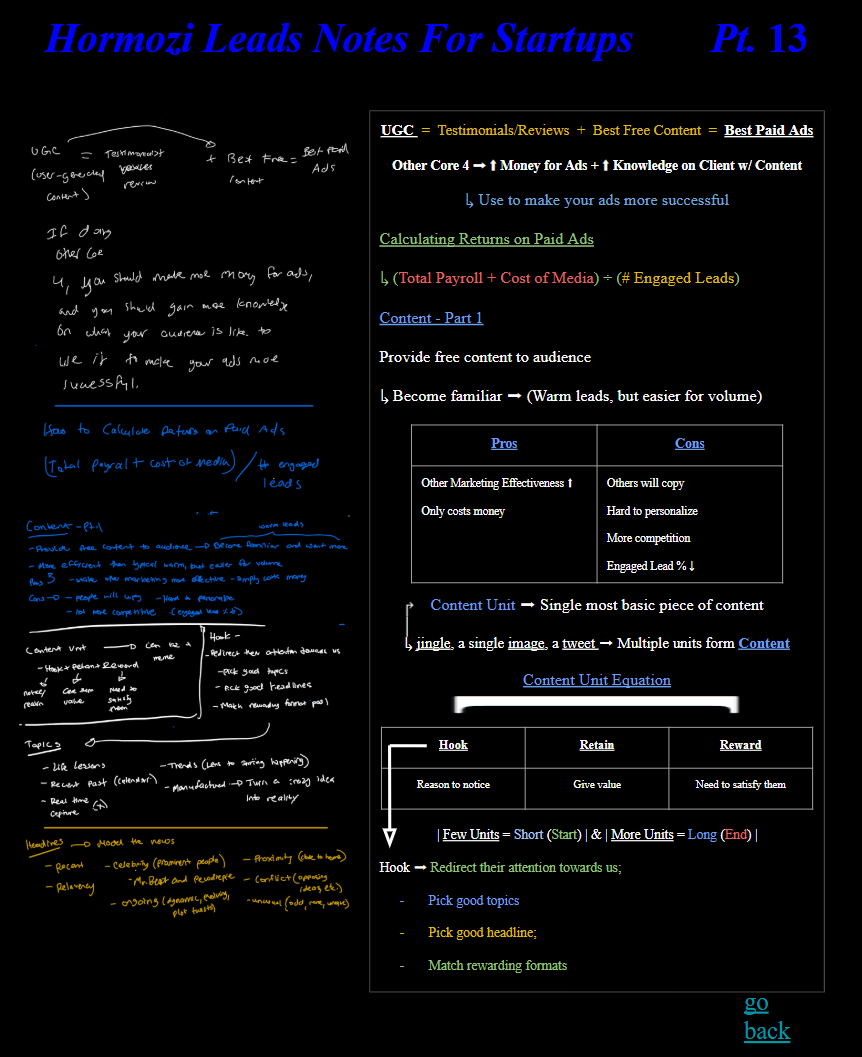 Hormozi Leads Notes For Startups Pt. 13
UGC = Testimonials/
(user-generated
content) review
+ Best Free = Best Paid
Content Ads
If doing
other Core
4, you should make more money for ads,
and you should gain more knowledge
on what your audience is like to
use it to make your ads more
successful.
How to Calculate Return on Paid Ads
(Total Payroll + cost of Media) / # engaged
leads
Content - Pt.1
warm leads
- Provide free content to audience → Become familiar and want more
- More efficient than typical warm, but easier for volume
Pros - make other marketing more effective - Simply costs money
Cons → - people will copy - Hard to personalize
- lot more competitive (engaged lead % ↓)
Content Unit → Can be a
meme
- Hook + Retain + Reward
notice/ Give them need to
reason value satisfy
them
Hook -
- Redirect their attention towards us
- pick good topics
- pick good headlines
- Match rewarding format
Topics
- Life Lessons
- Recent past (calendar)
- Real time
capture
- Trends (Lens to something happening)
- Manufactured → Turn a crazy idea
into reality
Headlines → Model the news
- Recent
- Relevancy
- Celebrity (prominent people)
Mr. Beast and Pewdiepie
- ongoing (dynamic, evolving,
plot twists)
- Proximity (close to home)
- Conflict (opposing
ideas, etc.)
- unusual (odd, rare, unique)
UGC = Testimonials/Reviews + Best Free Content = Best Paid Ads
Other Core 4 → ↑ Money for Ads + ↑ Knowledge on Client w/ Content
↳ Use to make your ads more successful
Calculating Returns on Paid Ads
↳ (Total Payroll + Cost of Media) ÷ (# Engaged Leads)
Content - Part 1
Provide free content to audience
↳ Become familiar → (Warm leads, but easier for volume)
Pros Cons
Other Marketing Effectiveness ↑ Others will copy
Only costs money Hard to personalize
More competition
Engaged Lead % ↓
Content Unit → Single most basic piece of content
↳ jingle, a single image, a tweet → Multiple units form Content
Content Unit Equation
Hook Retain Reward
Reason to notice Give value Need to satisfy them
| Few Units = Short (Start) | & | More Units = Long (End) |
Hook → Redirect their attention towards us;
- Pick good topics
- Pick good headline;
- Match rewarding formats
go
back